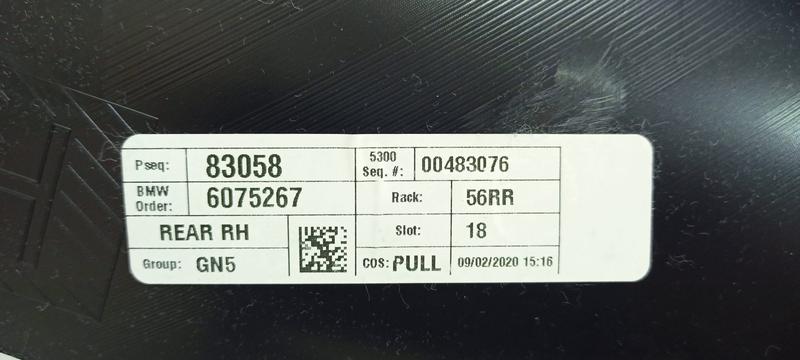 Pseq: 83058 5300 Seq. #: 00483076
BMW Order: 6075267 Rack: 56RR
REAR RH Slot: 18
Group: GN5 COS: PULL 09/02/2020 15:16